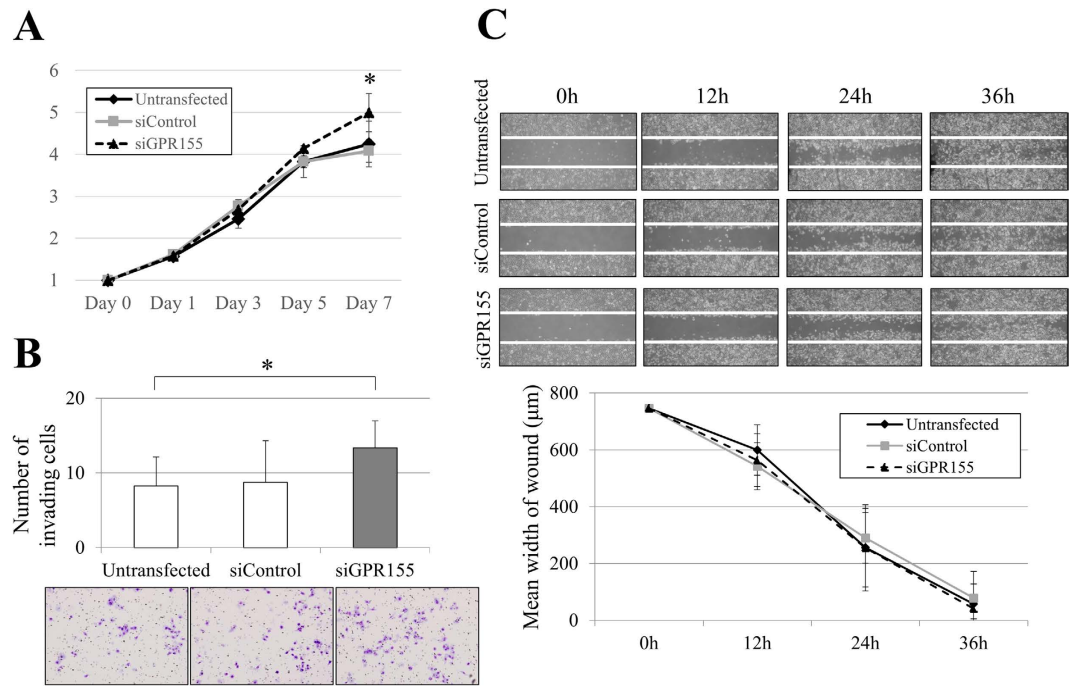 A
6
5
4
3
2
1
*
Untransfected
siControl
siGPR155
Day 0 Day 1 Day 3 Day 5 Day 7
B
*
Number of
invading cells
20
10
0
Untransfected siControl siGPR155
C
0h 12h 24h 36h
Untransfected
siControl
siGPR155
Mean width of wound (μm)
800
600
400
200
0
Untransfected
siControl
siGPR155
0h 12h 24h 36h